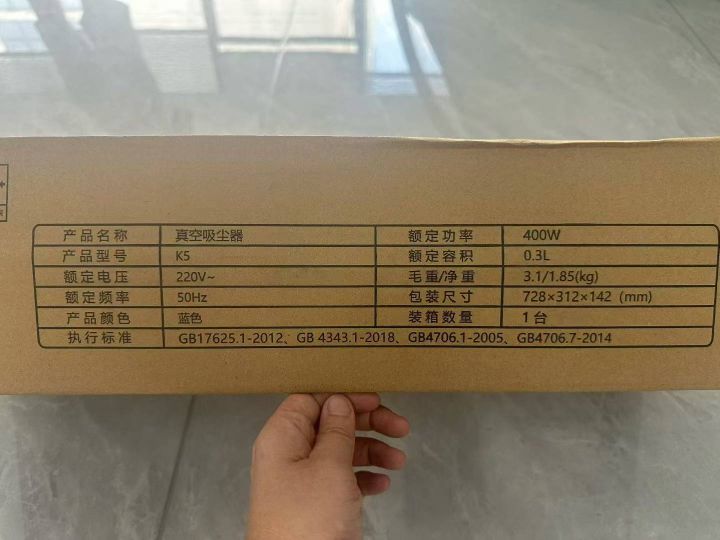 产品名称 真空吸尘器 额定功率 400W
产品型号 K5 额定容积 0.3L
额定电压 220V~ 毛重/净重 3.1/1.85(kg)
额定频率 50Hz 包装尺寸 728×312×142 (mm)
产品颜色 蓝色 装箱数量 1台
执行标准 GB17625.1-2012、GB 4343.1-2018、GB4706.1-2005、GB4706.7-2014